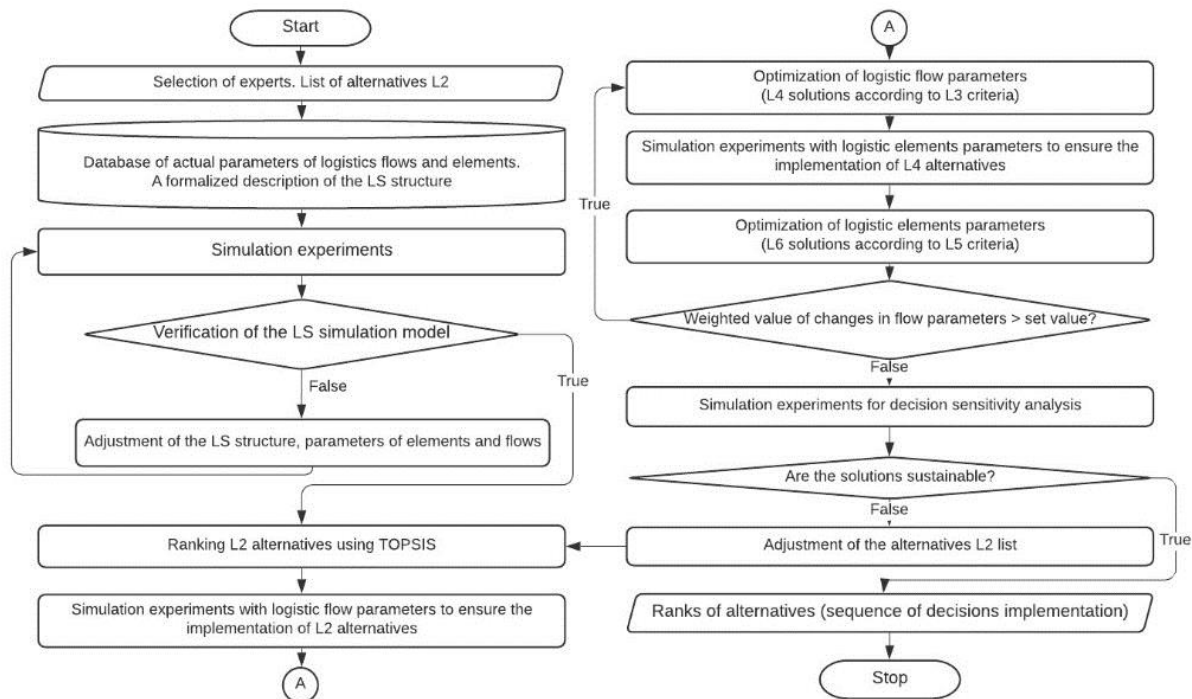 Start
Selection of experts. List of alternatives L2
Database of actual parameters of logistics flows and elements.
A formalized description of the LS structure
Simulation experiments
Verification of the LS simulation model
False
True
Adjustment of the LS structure, parameters of elements and flows
Ranking L2 alternatives using TOPSIS
Simulation experiments with logistic flow parameters to ensure the
implementation of L2 alternatives
A
A
Optimization of logistic flow parameters
(L4 solutions according to L3 criteria)
Simulation experiments with logistic elements parameters to ensure the
implementation of L4 alternatives
True
Optimization of logistic elements parameters
(L6 solutions according to L5 criteria)
Weighted value of changes in flow parameters > set value?
False
Simulation experiments for decision sensitivity analysis
Are the solutions sustainable?
False
True
Adjustment of the alternatives L2 list
Ranks of alternatives (sequence of decisions implementation)
Stop